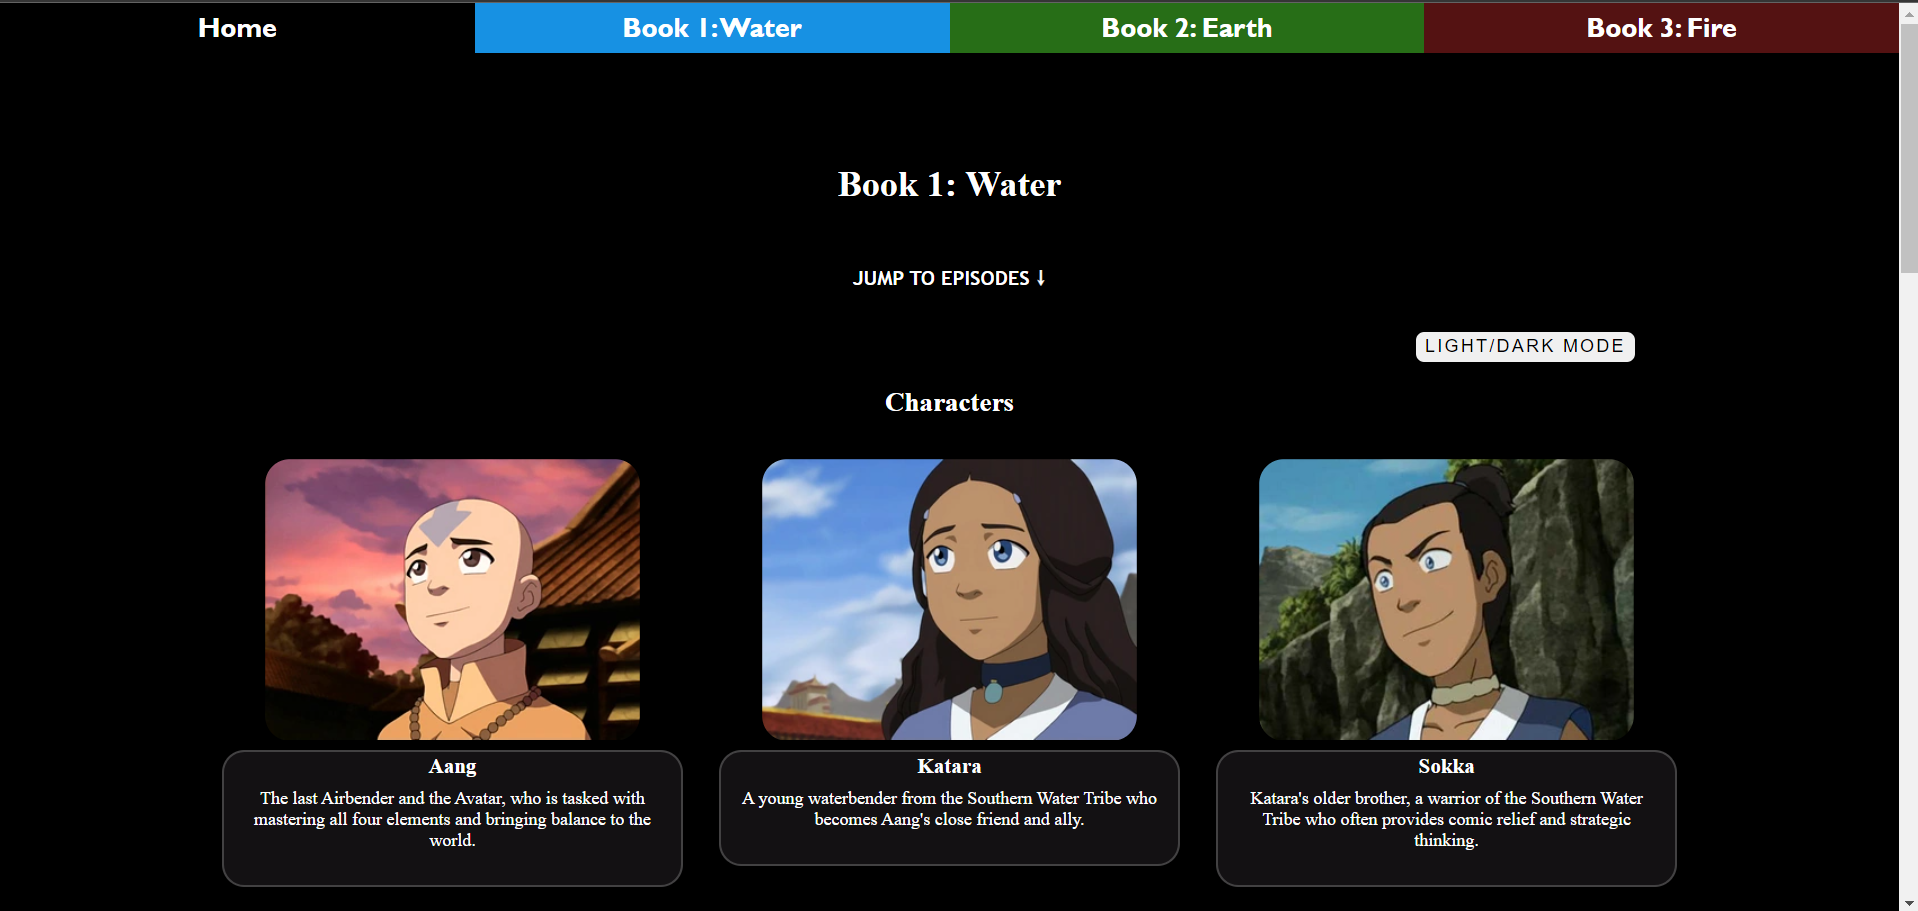 Home
Book 1: Water
Book 2: Earth
Book 3: Fire
Book 1: Water
JUMP TO EPISODES ↓
LIGHT/DARK MODE
Characters
Aang
The last Airbender and the Avatar, who is tasked with
mastering all four elements and bringing balance to the
world.
Katara
A young waterbender from the Southern Water Tribe who
becomes Aang's close friend and ally.
Sokka
Katara's older brother, a warrior of the Southern Water
Tribe who often provides comic relief and strategic
thinking.